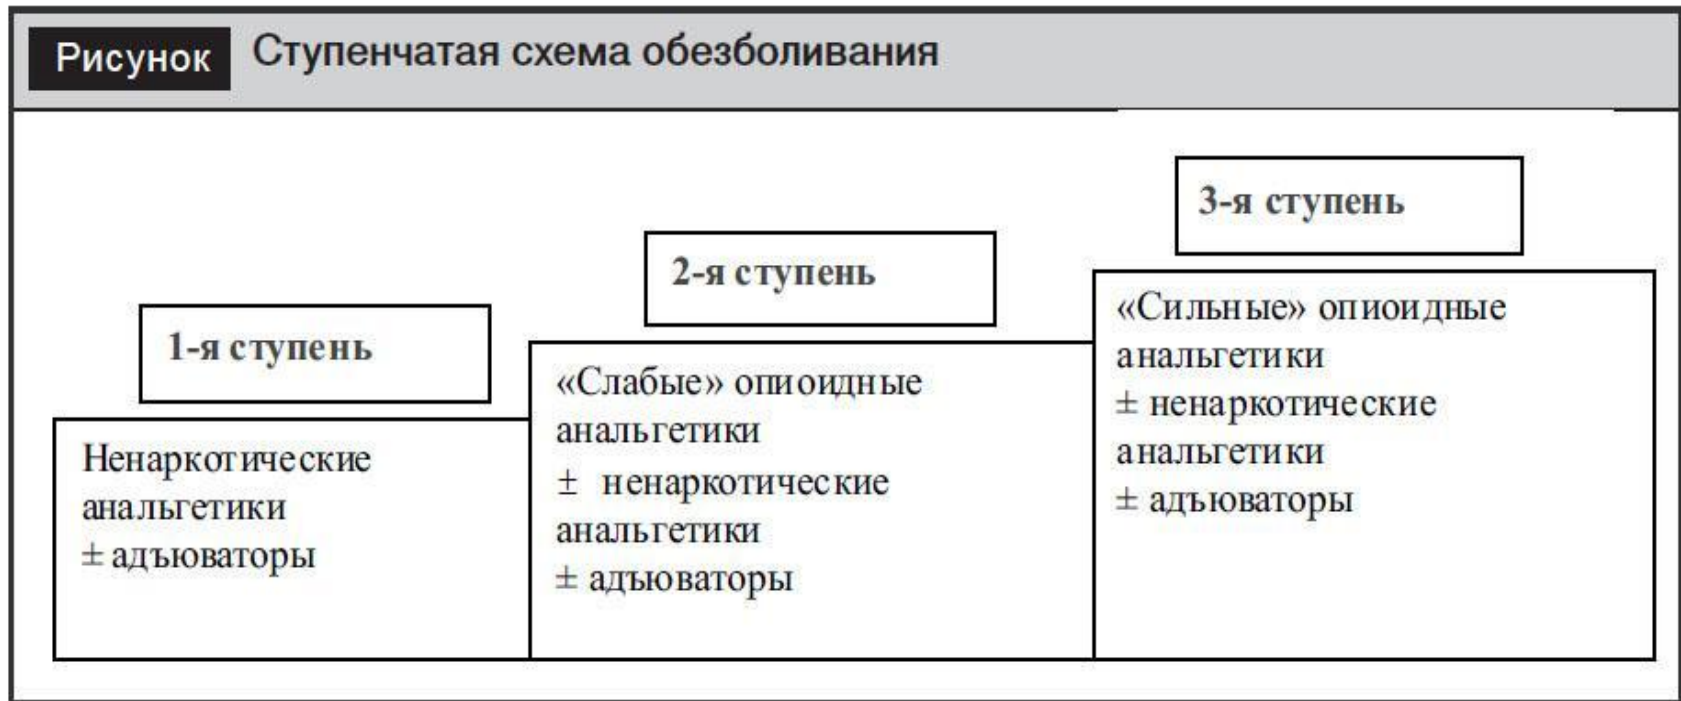 Рисунок Ступенчатая схема обезболивания
1-я ступень
Ненаркотические
анальгетики
± адъюваторы
2-я ступень
«Слабые» опиоидные
анальгетики
± ненаркотические
анальгетики
± адъюваторы
3-я ступень
«Сильные» опиоидные
анальгетики
± ненаркотические
анальгетики
± адъюваторы